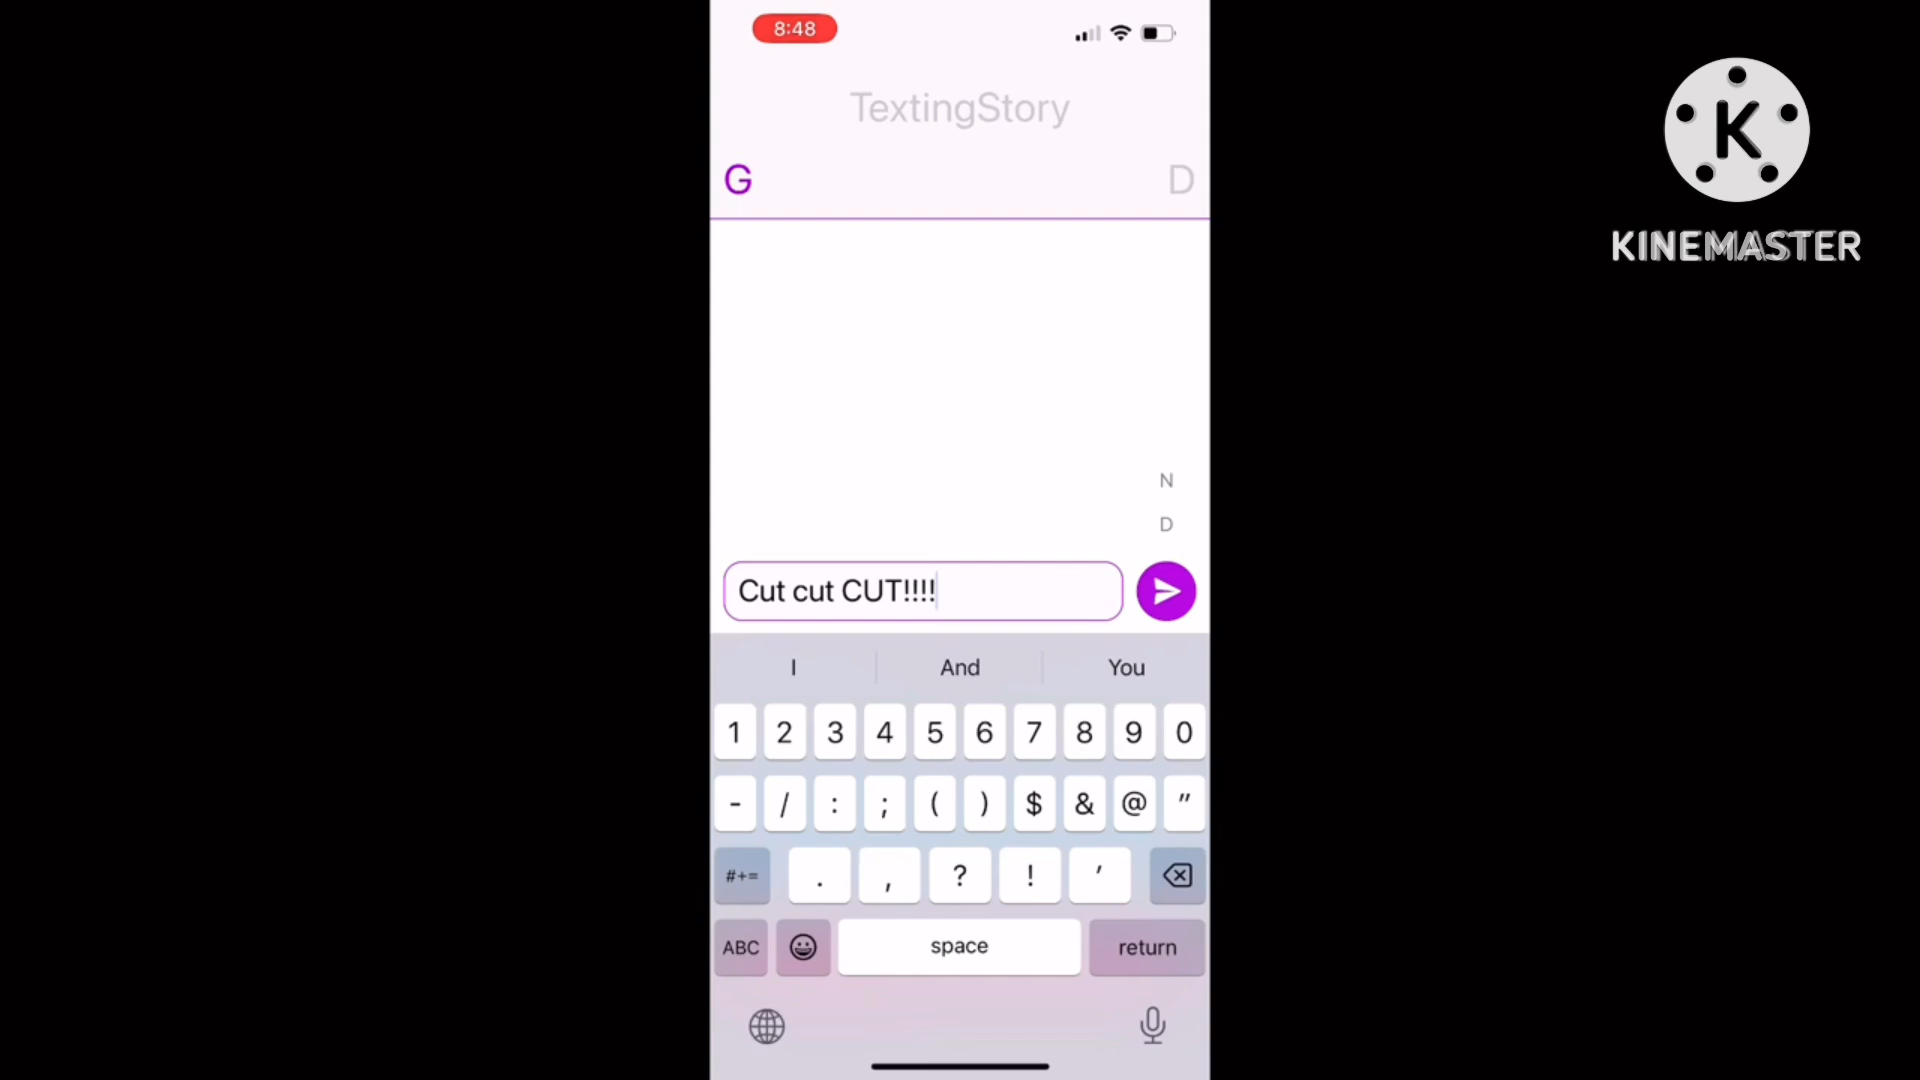 8:48
TextingStory
G D
N
D
Cut cut CUT!!!!
I And You
1 2 3 4 5 6 7 8 9 0
- / : ; ( ) $ & @ "
#+= . , ? ! '
ABC space return
K
KINEMASTER